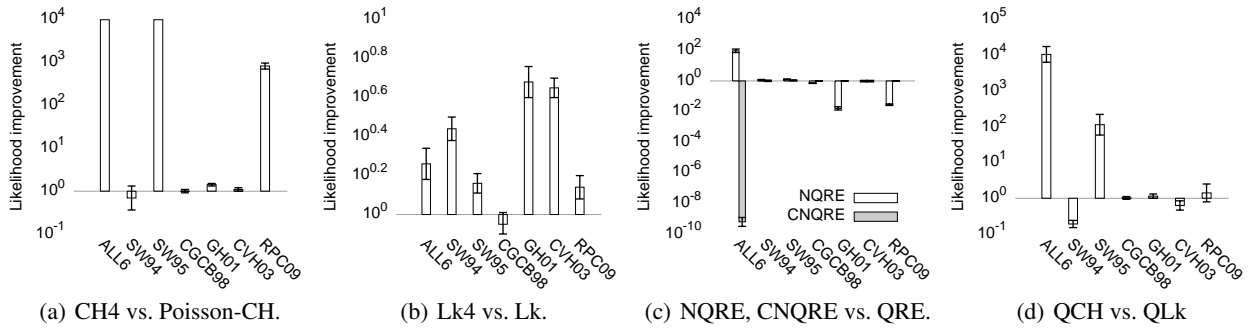 Likelihood improvement
10^4
10^3
10^2
10^1
10^0
10^-1
ALL6
SW94
SW95
CGCB98
GH01
CVH03
RPC09
(a) CH4 vs. Poisson-CH.
Likelihood improvement
10^1
10^0.8
10^0.6
10^0.4
10^0.2
10^0
ALL6
SW94
SW95
CGCB98
GH01
CVH03
RPC09
(b) Lk4 vs. Lk.
Likelihood improvement
10^2
10^0
10^-2
10^-4
10^-6
10^-8
10^-10
NQRE
CNQRE
ALL6
SW94
SW95
CGCB98
GH01
CVH03
RPC09
(c) NQRE, CNQRE vs. QRE.
Likelihood improvement
10^5
10^4
10^3
10^2
10^1
10^0
10^-1
ALL6
SW94
SW95
CGCB98
GH01
CVH03
RPC09
(d) QCH vs. QLk